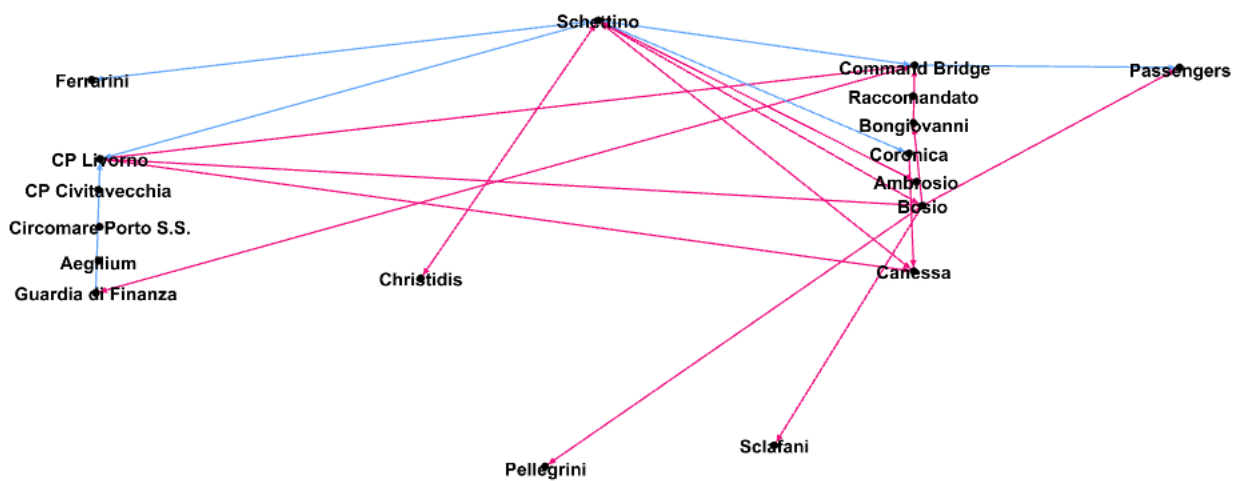 Schettino
Ferrarini
Command Bridge
Passengers
Raccomandato
Bongiovanni
CP Livorno
Coronica
CP Civitavecchia
Ambrosio
Bosio
Circomare Porto S.S.
Aegilium
Christidis
Canessa
Guardia di Finanza
Sclafani
Pellegrini